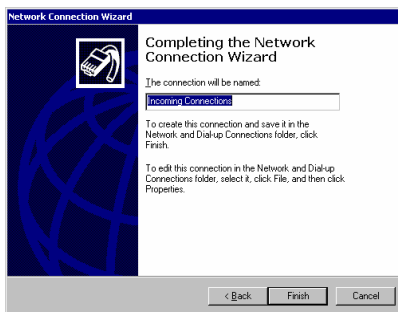 Network Connection Wizard
Completing the Network
Connection Wizard
The connection will be named:
Incoming Connections
To create this connection and save it in the
Network and Dial-up Connections folder, click
Finish.
To edit this connection in the Network and Dial-up
Connections folder, select it, click File, and then click
Properties.
< Back
Finish
Cancel